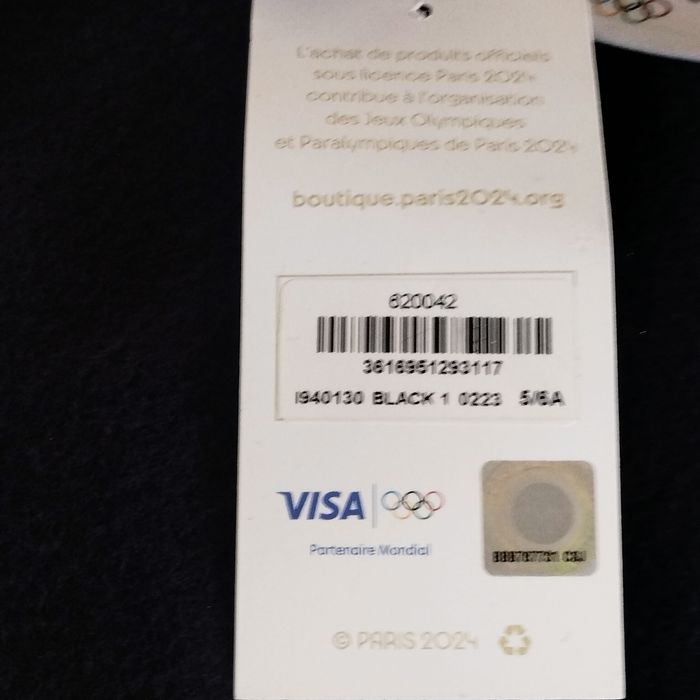 L'achat de produits officiels
sous licence Paris 2024
contribue à l'organisation
des Jeux Olympiques
et Paralympiques de Paris 2024
boutique.paris2024.org
620042
3616951293117
I940130 BLACK 1 0223 5/6A
VISA
Partenaire Mondial
© PARIS 2024